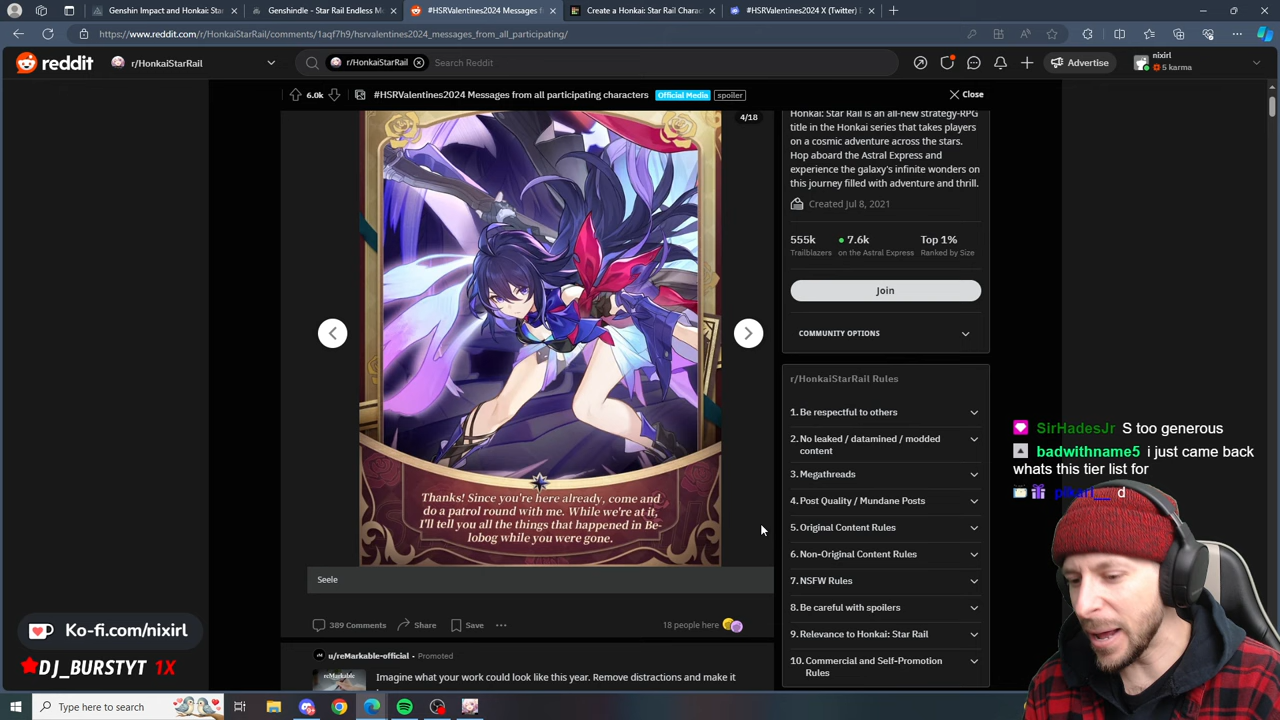 Genshin Impact and Honkai: Star
Genshindle - Star Rail Endless M
#HSRValentines2024 Messages f
Create a Honkai: Star Rail Charac
#HSRValentines2024 X (Twitter)
https://www.reddit.com/r/HonkaiStarRail/comments/1aqf7h9/hsrvalentines2024_messages_from_all_participating/
reddit
r/HonkaiStarRail
r/HonkaiStarRail
Search Reddit
Advertise
nixirl
5 karma
6.0k
#HSRValentines2024 Messages from all participating characters
Official Media
spoiler
Close
4/18
Honkai: Star Rail is an all-new strategy-RPG
title in the Honkai series that takes players
on a cosmic adventure across the stars.
Hop aboard the Astral Express and
experience the galaxy's infinite wonders on
this journey filled with adventure and thrill.
Created Jul 8, 2021
555k
7.6k
Top 1%
Trailblazers
on the Astral Express
Ranked by Size
Join
COMMUNITY OPTIONS
r/HonkaiStarRail Rules
1. Be respectful to others
2. No leaked / datamined / modded
content
3. Megathreads
4. Post Quality / Mundane Posts
5. Original Content Rules
6. Non-Original Content Rules
7. NSFW Rules
8. Be careful with spoilers
9. Relevance to Honkai: Star Rail
10. Commercial and Self-Promotion
Rules
Thanks! Since you're here already, come and
do a patrol round with me. While we're at it,
I'll tell you all the things that happened in Be-
lobog while you were gone.
Seele
389 Comments
Share
Save
18 people here
u/reMarkable-official • Promoted
reMarkable
Imagine what your work could look like this year. Remove distractions and make it
SirHadesJr S too generous
badwithname5 i just came back
whats this tier list for
pikari__ d
Ko-fi.com/nixirl
DJ_BURSTYT 1X
Type here to search